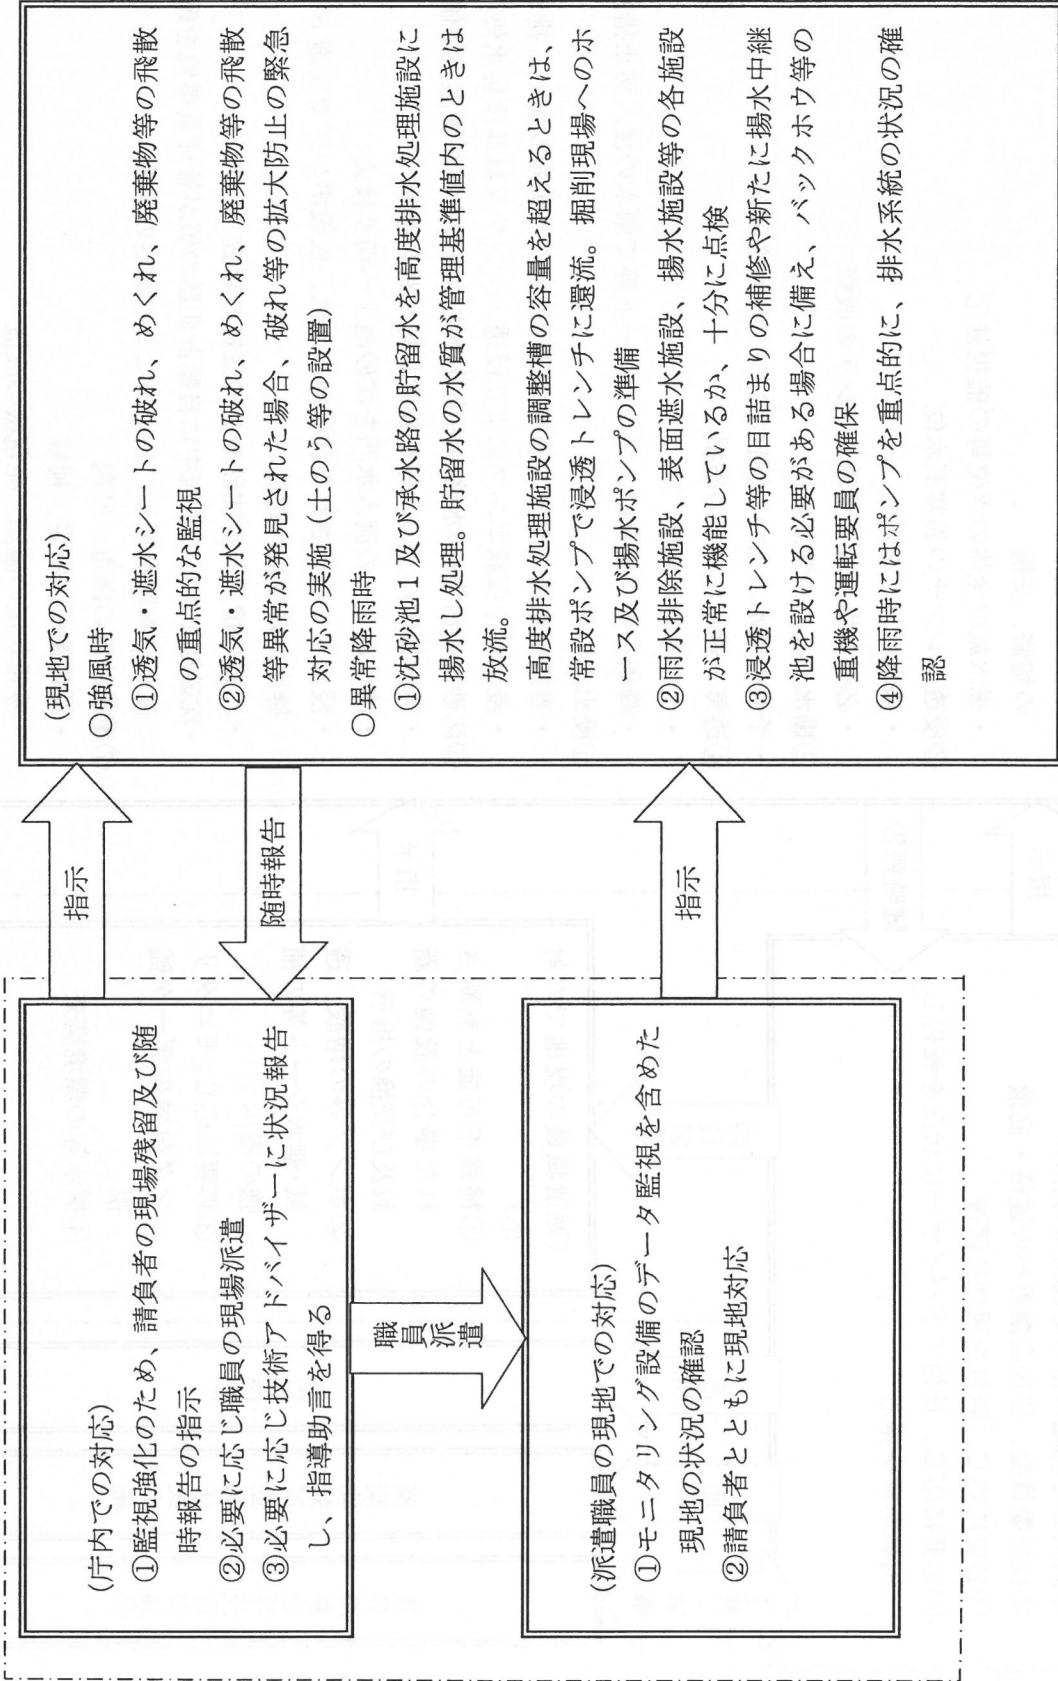 (庁内での対応)
①監視強化のため、請負者の現場残留及び随
時報告の指示
②必要に応じ職員の現場派遣
③必要に応じ技術アドバイザーに状況報告
し、指導助言を得る
職員派遣
(派遣職員の現地での対応)
①モニタリング設備のデータ監視を含めた
現地の状況の確認
②請負者とともに現地対応
指示
随時報告
指示
(現地での対応)
○強風時
①透気・遮水シートの破れ、めくれ、廃棄物等の飛散
の重点的な監視
②透気・遮水シートの破れ、めくれ、廃棄物等の飛散
等異常が発見された場合、破れ等の拡大防止の緊急
対応の実施（土のう等の設置）
○異常降雨時
①沈砂池１及び承水路の貯留水を高度排水処理施設に
揚水し処理。貯留水の水質が管理基準値内のときは
放流。
高度排水処理施設の調整槽の容量を超えるときは、
常設ポンプで浸透トレンチに還流。掘削現場へのホ
ース及び揚水ポンプの準備
②雨水排除施設、表面遮水施設、揚水施設等の各施設
が正常に機能しているか、十分に点検
③浸透トレンチ等の目詰まりの補修や新たに揚水中継
池を設ける必要がある場合に備え、バックホウ等の
重機や運転要員の確保
④降雨時にはポンプを重点的に、排水系統の状況の確
認